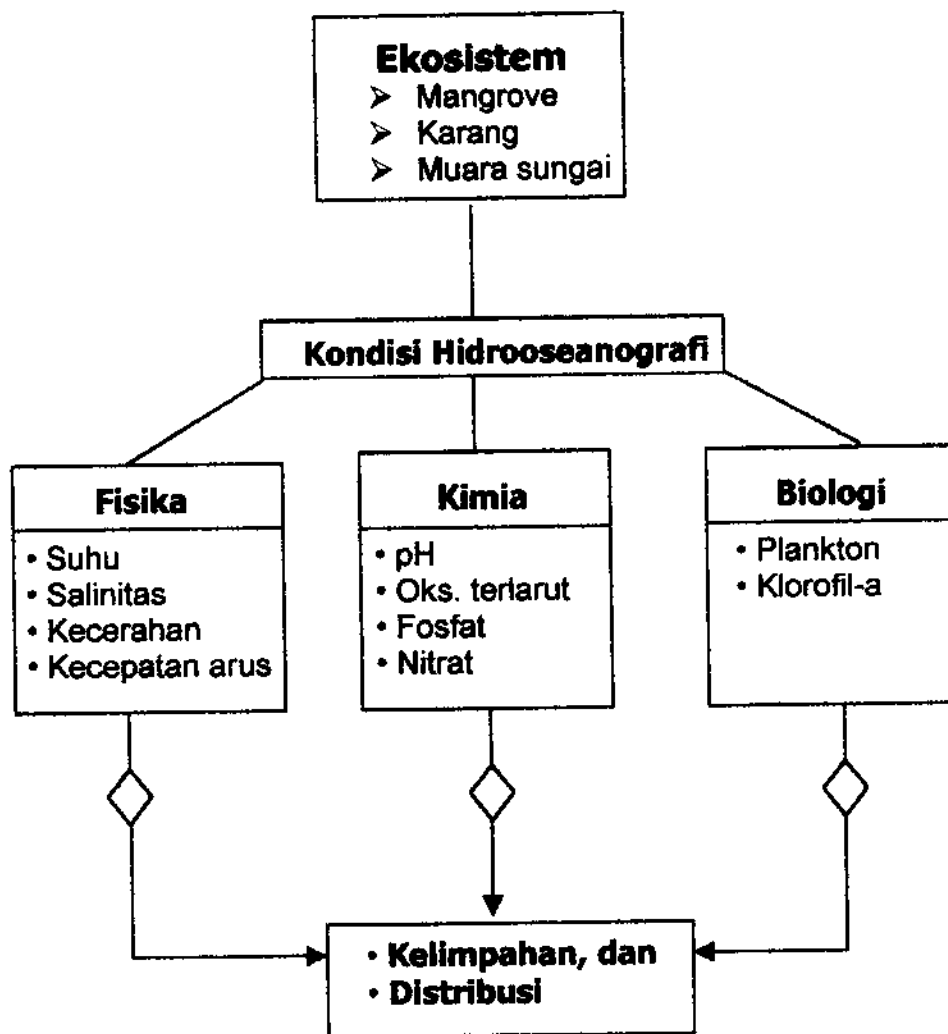 Ekosistem
➢ Mangrove
➢ Karang
➢ Muara sungai
Kondisi Hidrooseanografi
Fisika
• Suhu
• Salinitas
• Kecerahan
• Kecepatan arus
Kimia
• pH
• Oks. terlarut
• Fosfat
• Nitrat
Biologi
• Plankton
• Klorofil-a
• Kelimpahan, dan
• Distribusi